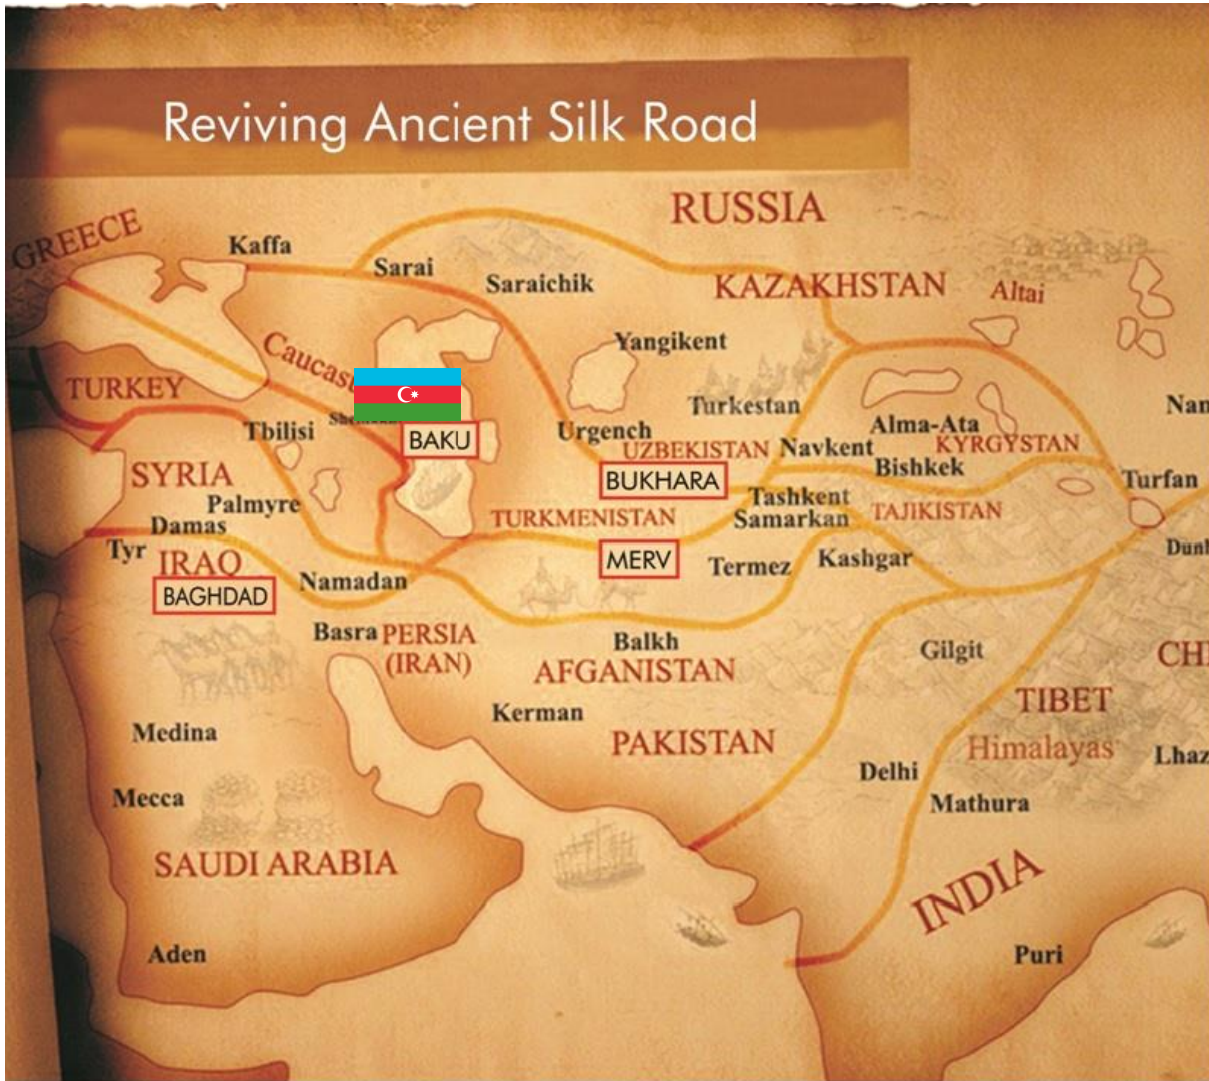 Reviving Ancient Silk Road
RUSSIA
GREECE
Kaffa
Sarai
Saraichik
KAZAKHSTAN
Altai
Yangikent
TURKEY
Turkestan
Alma-Ata
Tbilisi
BAKU
Urgench
UZBEKISTAN
Navkent
KYRGYSTAN
SYRIA
BUKHARA
Bishkek
Turfan
Palmyre
Tashkent
Damas
TURKMENISTAN
Samarkan
TAJIKISTAN
Tyr
IRAQ
MERV
Termez
Kashgar
BAGHDAD
Namadan
Basra
PERSIA
(IRAN)
Balkh
Gilgit
AFGANISTAN
TIBET
Kerman
Medina
PAKISTAN
Himalayas
Delhi
Mecca
Mathura
SAUDI ARABIA
INDIA
Aden
Puri